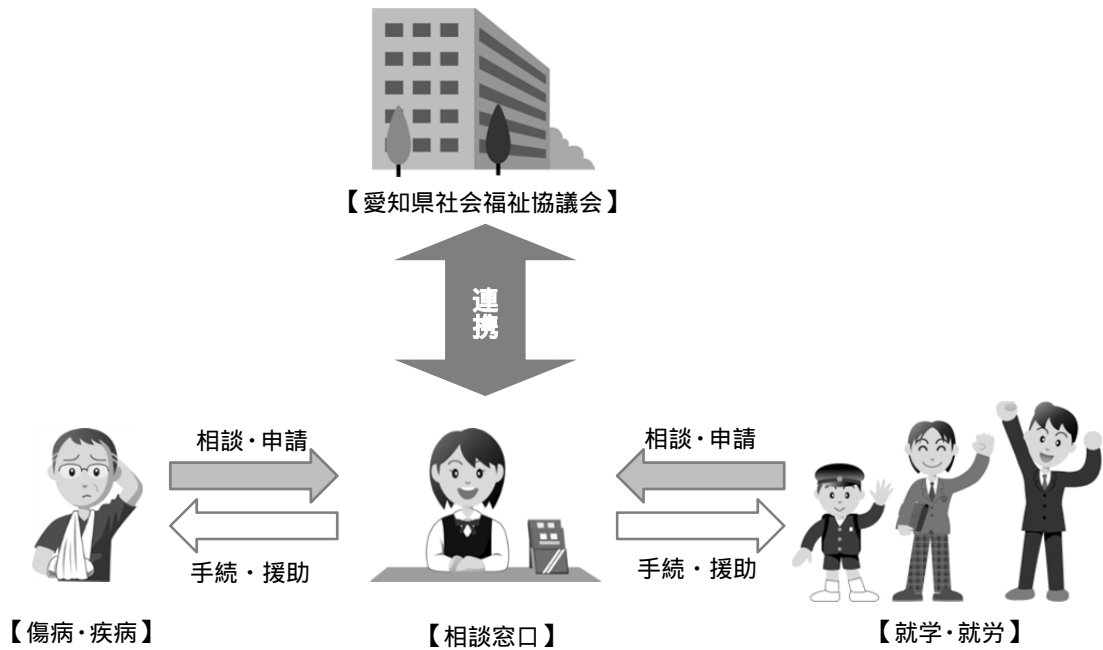 【愛知県社会福祉協議会】
連携
相談・申請
手続・援助
相談・申請
手続・援助
【傷病・疾病】
【相談窓口】
【就学・就労】